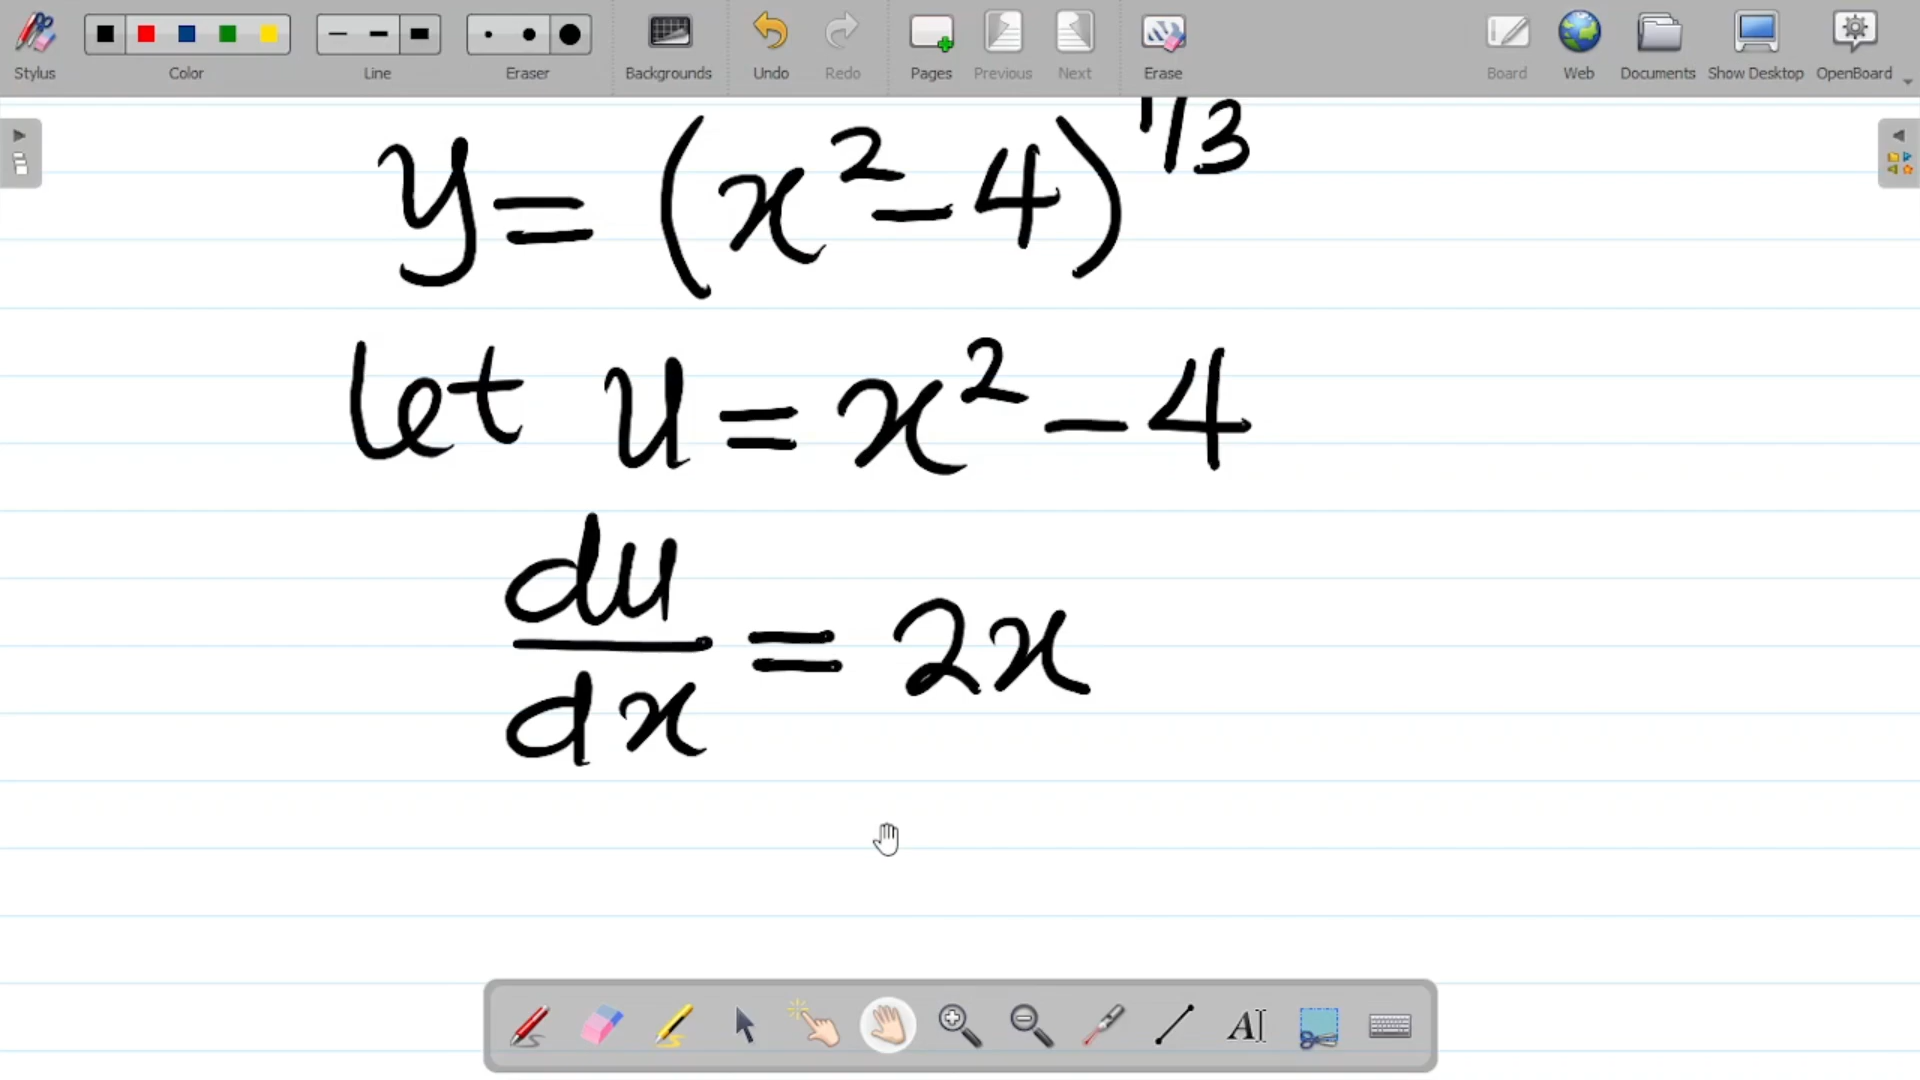 Stylus Color Line Eraser Backgrounds Undo Redo Pages Previous Next Erase Board Web Documents Show Desktop OpenBoard
y = (x² - 4)^1/3
let u = x² - 4
du/dx = 2x